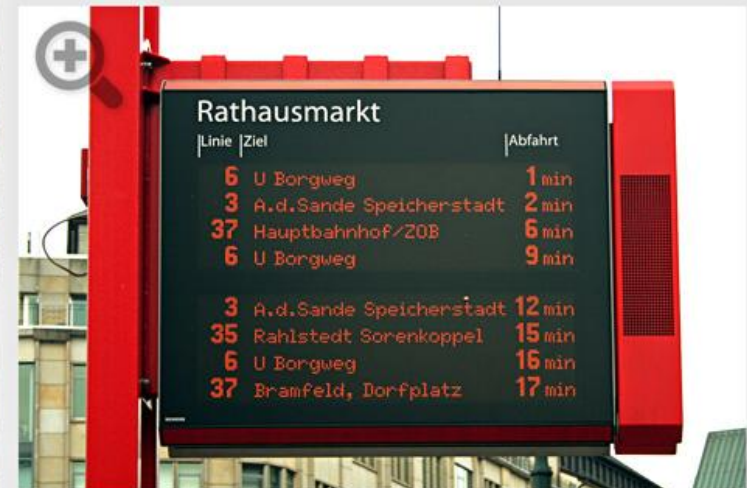 Rathausmarkt
Linie Ziel Abfahrt
6 U Borgweg 1 min
3 A.d.Sande Speicherstadt 2 min
37 Hauptbahnhof/ZOB 6 min
6 U Borgweg 9 min
3 A.d.Sande Speicherstadt 12 min
35 Rahlstedt Sorenkoppel 15 min
6 U Borgweg 16 min
37 Bramfeld, Dorfplatz 17 min